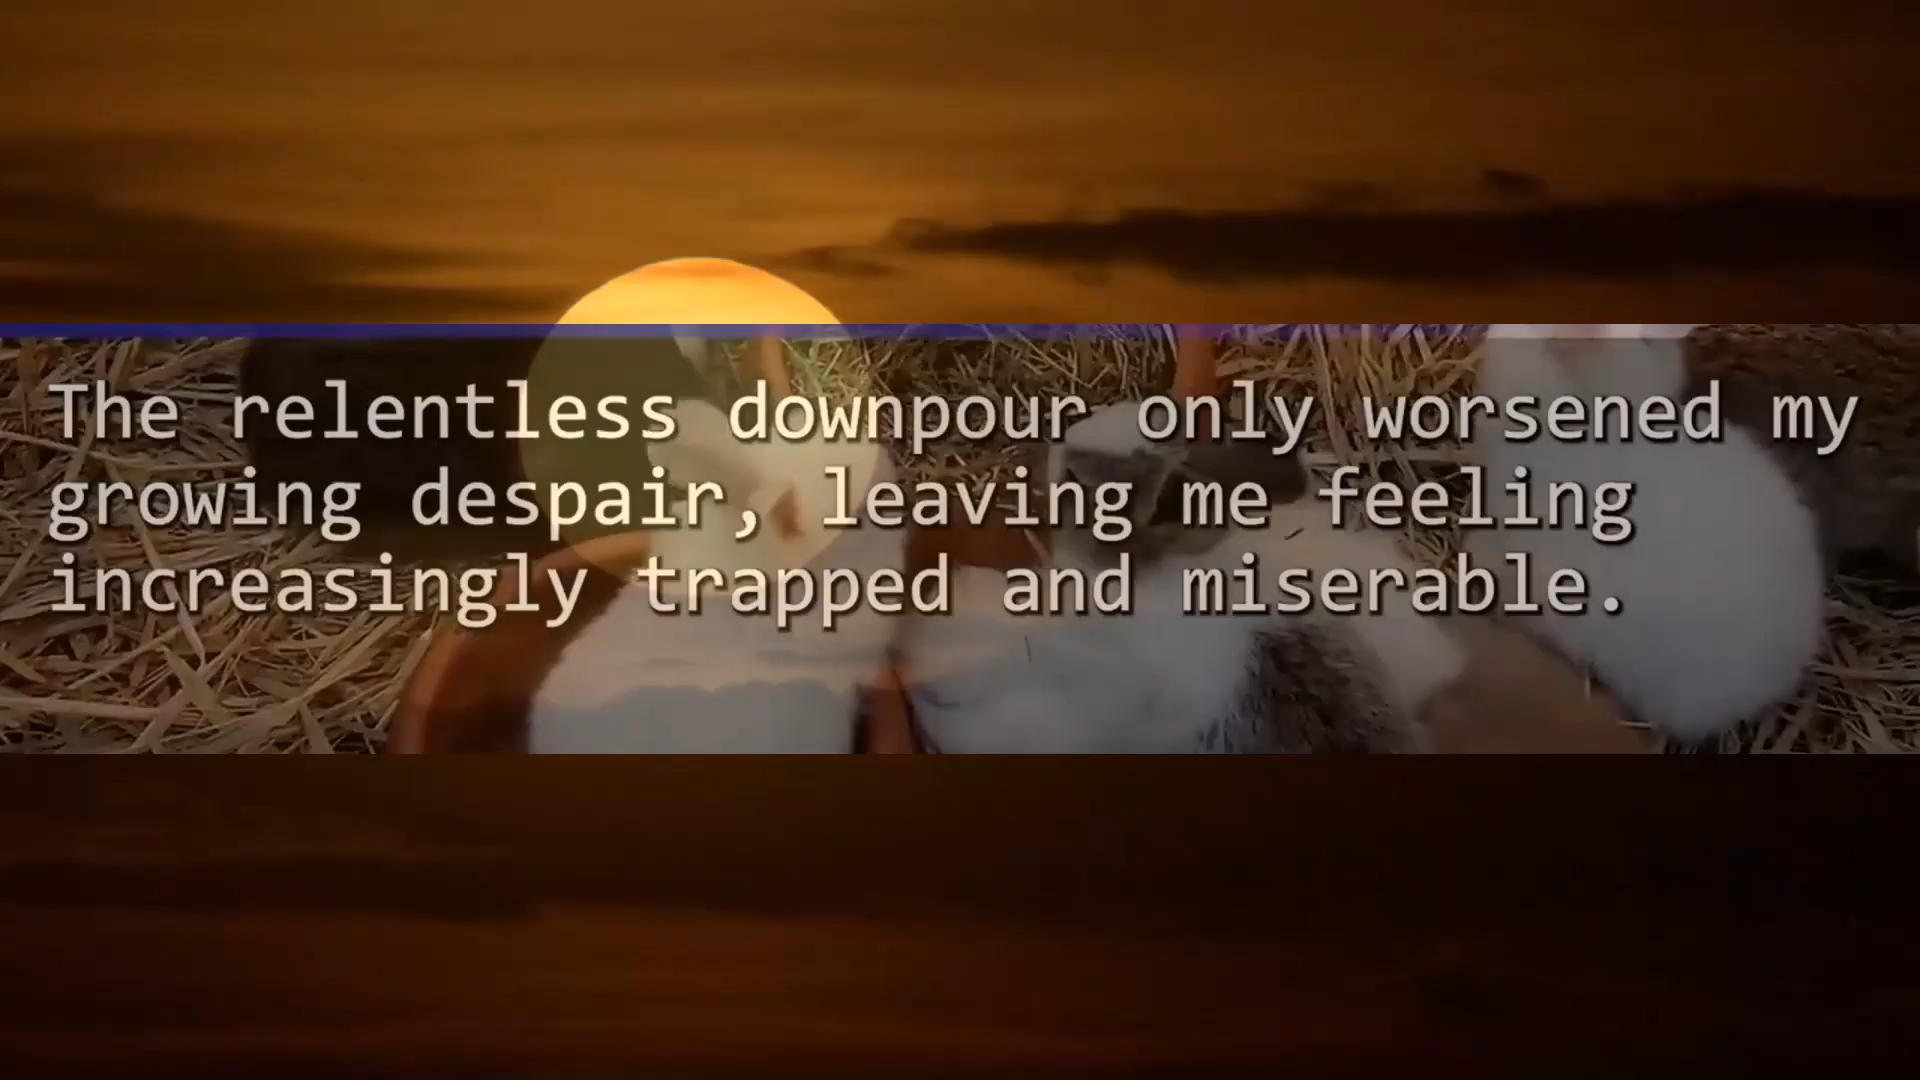 The relentless downpour only worsened my
growing despair, leaving me feeling
increasingly trapped and miserable.